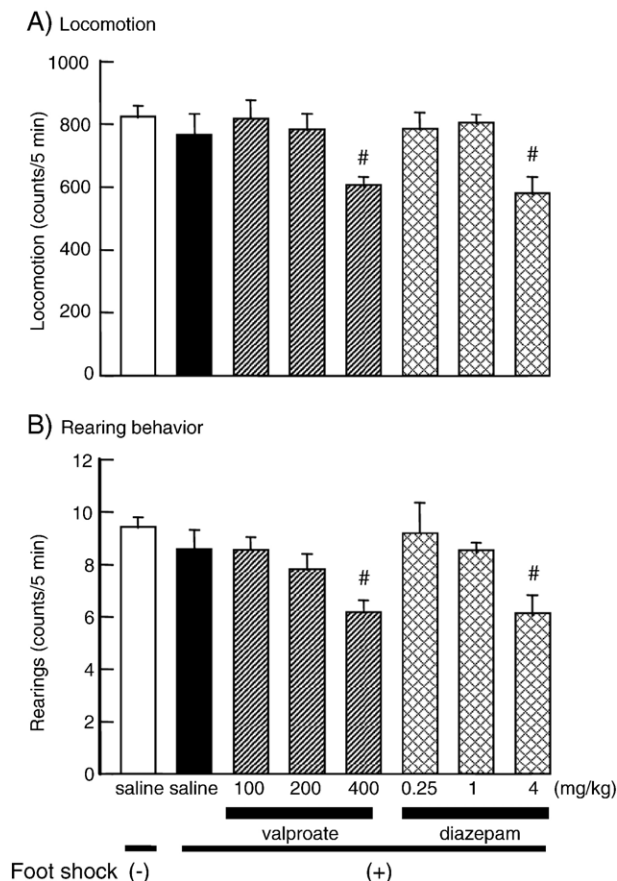 A) Locomotion
1000
800
600
400
200
0
Locomotion (counts/5 min)
#
#
B) Rearing behavior
12
10
8
6
4
2
0
Rearings (counts/5 min)
#
#
saline saline 100 200 400 0.25 1 4 (mg/kg)
valproate diazepam
Foot shock (-) (+)